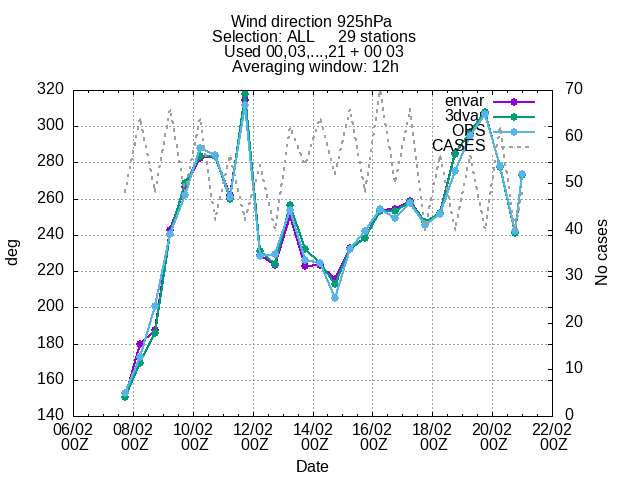 Wind direction 925hPa
Selection: ALL     29 stations
Used 00,03,...,21 + 00 03
Averaging window: 12h
320
300
280
260
240
220
200
180
160
140
deg
70
60
50
40
30
20
10
0
No cases
envar
3dvar
OBS
CASES
06/02 08/02 10/02 12/02 14/02 16/02 18/02 20/02 22/02
00Z 00Z 00Z 00Z 00Z 00Z 00Z 00Z 00Z
Date